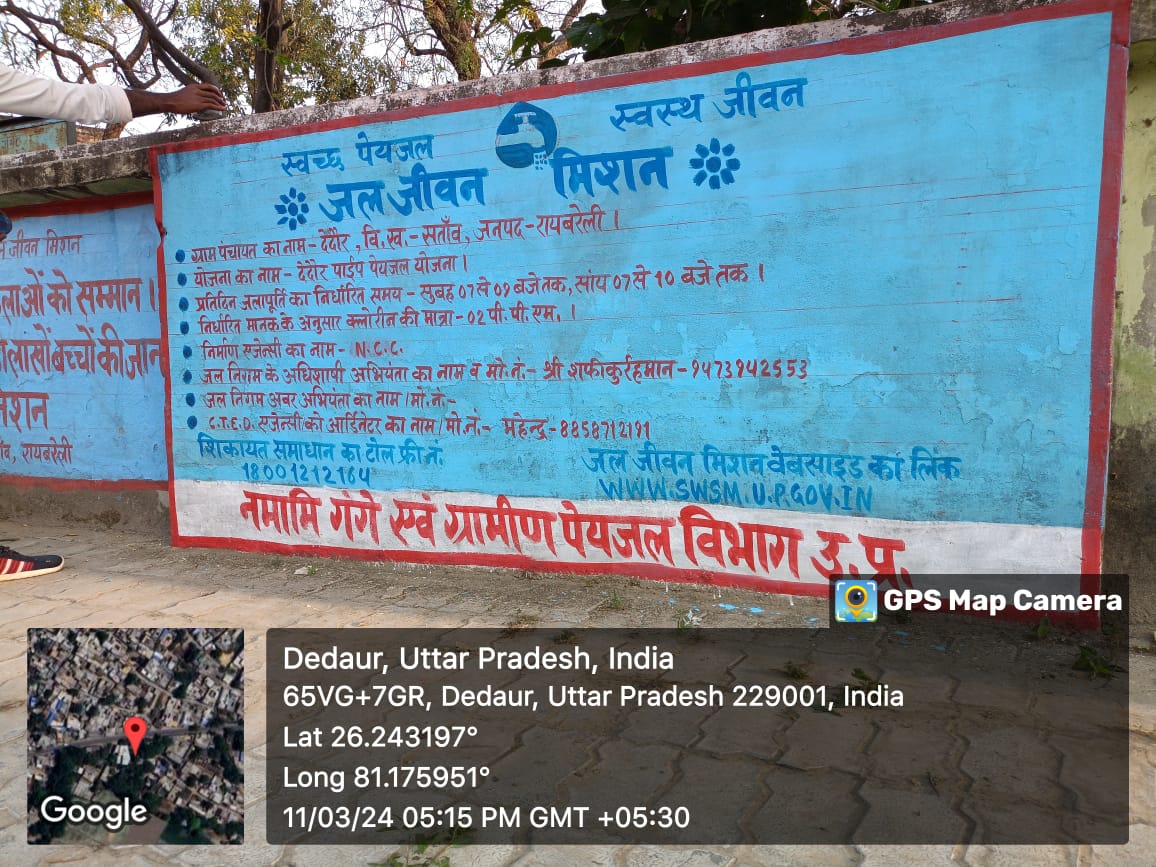 स्वच्छ पेयजल
स्वस्थ जीवन
जल जीवन मिशन
ग्राम पंचायत का नाम - देदौर, वि.ख.- सताँव, जनपद - रायबरेली ।
योजना का नाम - देदौर पाईप पेयजल योजना ।
प्रतिदिन जलापूर्ति का निर्धारित समय - सुबह 07 से 09 बजे तक, सांय 07 से 10 बजे तक ।
निर्धारित मानक के अनुसार क्लोरीन की मात्रा - 02 पी.पी.एम. ।
निर्माण एजेन्सी का नाम - N.C.C.
जल निगम के अधिशाषी अभियंता का नाम व मो.नं.- श्री शफीकुर्रहमान - 9473942553
जल निगम अवर अभियंता का नाम /मो.नं.-
C.T.E.D. एजेन्सी/को आर्डिनेटर का नाम/मो.नं.- महेन्द्र - 8858712191
शिकायत समाधान का टोल फ्री नं.
18001212164
जल जीवन मिशन वेबसाइड का लिंक
WWW.SWSM.U.P.GOV.IN
नमामि गंगे एवं ग्रामीण पेयजल विभाग उ.प्र.
जीवन मिशन
को सम्मान ।
लाखों बच्चों की जान
रायबरेली
GPS Map Camera
Dedaur, Uttar Pradesh, India
65VG+7GR, Dedaur, Uttar Pradesh 229001, India
Lat 26.243197°
Long 81.175951°
11/03/24 05:15 PM GMT +05:30
Google